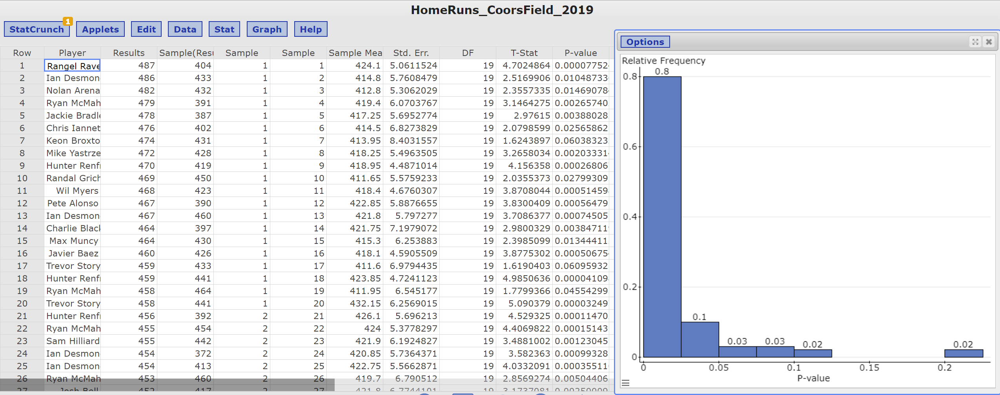 HomeRuns_CoorsField_2019
1
StatCrunch Applets Edit Data Stat Graph Help
Row Player Results Sample(Resu Sample Sample Sample Mea Std. Err. DF T-Stat P-value
1 Rangel Rave 487 404 1 1 424.1 5.0611524 19 4.7024864 0.000077524
2 Ian Desmon 486 433 1 2 414.8 5.7608479 19 2.5169906 0.01048733
3 Nolan Arena 482 432 1 3 412.8 5.3062029 19 2.3557335 0.01469078
4 Ryan McMah 479 391 1 4 419.4 6.0703767 19 3.1464275 0.00265740
5 Jackie Bradle 478 387 1 5 417.25 5.6952774 19 2.97615 0.00388028
6 Chris Iannet 476 402 1 6 414.5 6.8273829 19 2.0798599 0.02565862
7 Keon Broxto 474 431 1 7 413.95 8.4031557 19 1.6243897 0.06038323
8 Mike Yastrze 472 428 1 8 418.25 5.4963505 19 3.2658034 0.002033314
9 Hunter Renfr 470 419 1 9 418.95 4.4871014 19 4.156358 0.00026806
10 Randal Grich 469 450 1 10 411.65 5.5759233 19 2.0355373 0.02799309
11 Wil Myers 468 423 1 11 418.4 4.6760307 19 3.8708044 0.00051459
12 Pete Alonso 467 390 1 12 422.85 5.8876655 19 3.8300409 0.00056479
13 Ian Desmon 467 460 1 13 421.8 5.797277 19 3.7086377 0.00074505
14 Charlie Black 464 397 1 14 421.75 7.1979072 19 2.9800329 0.00384711
15 Max Muncy 464 430 1 15 415.3 6.253883 19 2.3985099 0.01344411
16 Javier Baez 460 426 1 16 418.1 4.5905509 19 3.8775302 0.000506754
17 Trevor Story 459 433 1 17 411.6 6.9794435 19 1.6190403 0.06095932
18 Hunter Renfr 459 441 1 18 423.85 4.7241123 19 4.9850636 0.00004109
19 Ryan McMah 458 464 1 19 411.95 6.545177 19 1.7799366 0.04554299
20 Trevor Story 458 441 1 20 432.15 6.2569015 19 5.090379 0.00003249
21 Hunter Renfr 456 392 2 21 426.1 5.696213 19 4.529325 0.00011470
22 Ryan McMah 455 454 2 22 424 5.3778297 19 4.4069822 0.00015143
23 Sam Hilliard 455 442 2 23 421.9 6.1924827 19 3.4881002 0.00123045
24 Ian Desmon 454 372 2 24 420.85 5.7364371 19 3.582363 0.00099328
25 Ian Desmon 454 413 2 25 422.75 5.5662871 19 4.0332091 0.00035511
26 Ryan McMah 453 460 2 26 419.7 6.790512 19 2.8569274 0.00504406
27 Josh Bell 452 417 2 27 421.8 6.7744101 19 3.1737081 0.00250009
Options
Relative Frequency
0.8
0.8
0.6
0.4
0.2
0
0.1
0.03 0.03 0.02 0.02
0 0.05 0.1 0.15 0.2
P-value